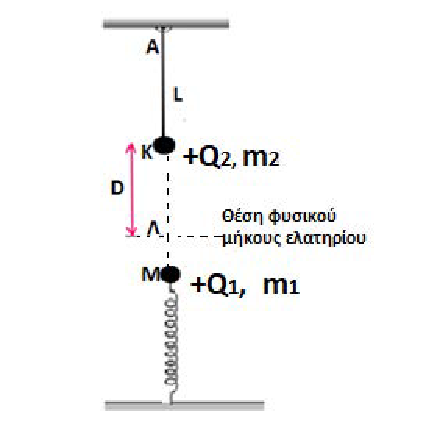 A
L
K
+Q2, m2
D
Λ
Θέση φυσικού
μήκους ελατηρίου
M
+Q1, m1